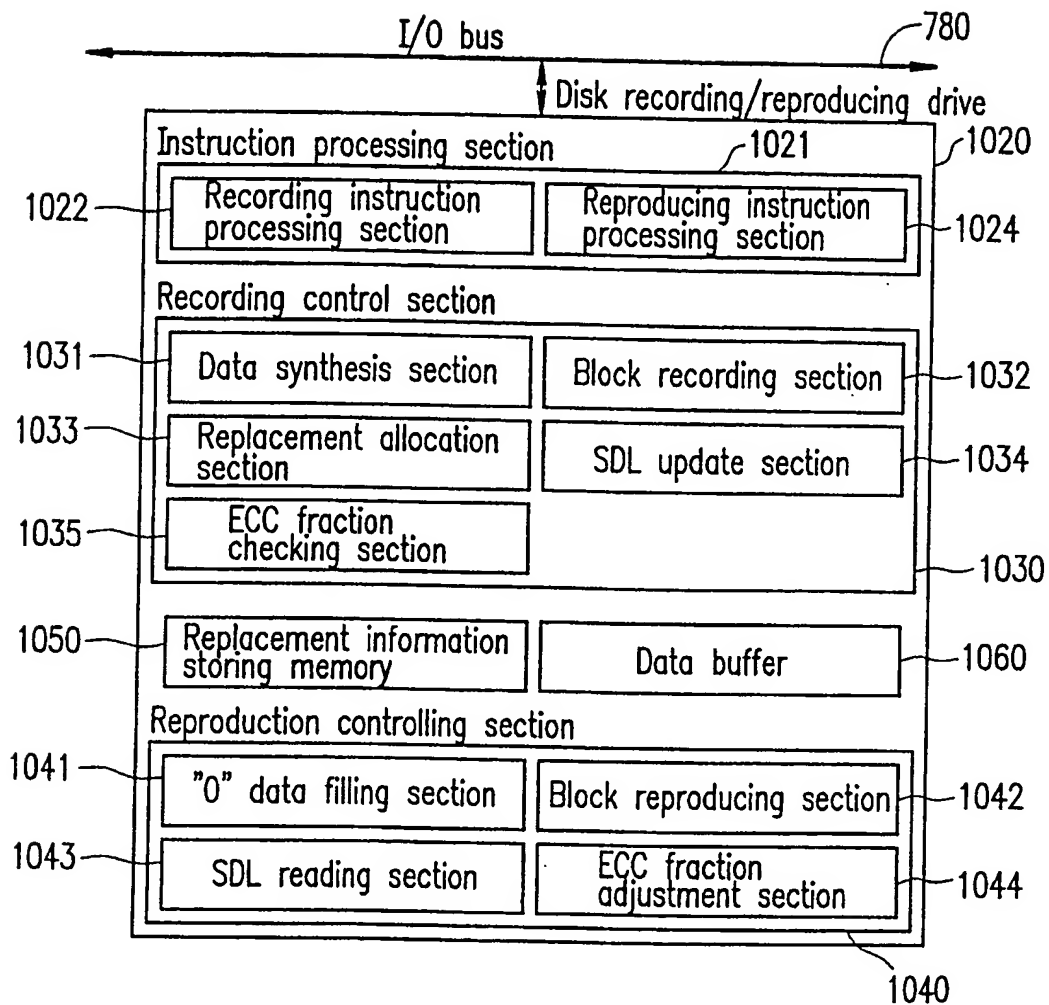 I/O bus
780
Disk recording/reproducing drive
1020
Instruction processing section
1021
1022
Recording instruction
processing section
Reproducing instruction
processing section
1024
Recording control section
1031
Data synthesis section
Block recording section
1032
1033
Replacement allocation
section
SDL update section
1034
1035
ECC fraction
checking section
1030
1050
Replacement information
storing memory
Data buffer
1060
Reproduction controlling section
1041
"0" data filling section
Block reproducing section
1042
1043
SDL reading section
ECC fraction
adjustment section
1044
1040